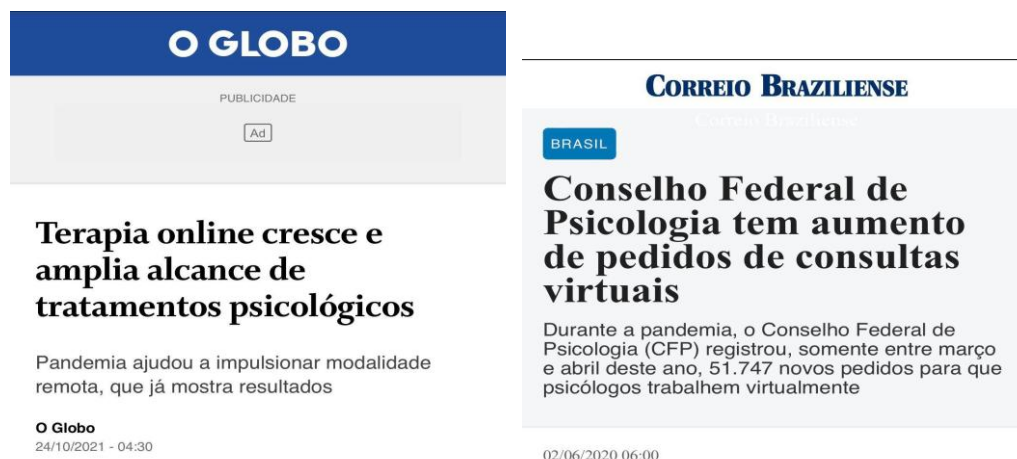 O GLOBO
PUBLICIDADE
Ad
Terapia online cresce e
amplia alcance de
tratamentos psicológicos
Pandemia ajudou a impulsionar modalidade
remota, que já mostra resultados
O Globo
24/10/2021 - 04:30
CORREIO BRAZILIENSE
Correio Braziliense
BRASIL
Conselho Federal de
Psicologia tem aumento
de pedidos de consultas
virtuais
Durante a pandemia, o Conselho Federal de
Psicologia (CFP) registrou, somente entre março
e abril deste ano, 51.747 novos pedidos para que
psicólogos trabalhem virtualmente
02/06/2020 06:00